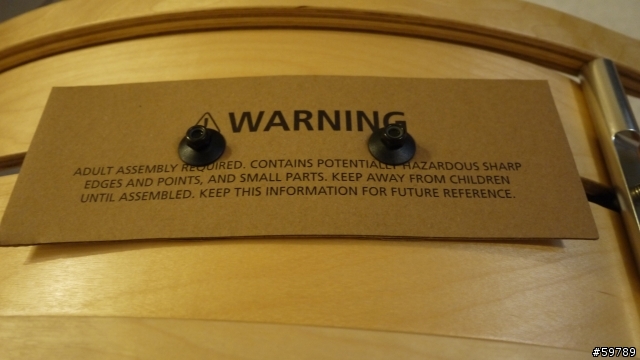 WARNING
ADULT ASSEMBLY REQUIRED. CONTAINS POTENTIALLY HAZARDOUS SHARP
EDGES AND POINTS, AND SMALL PARTS. KEEP AWAY FROM CHILDREN
UNTIL ASSEMBLED. KEEP THIS INFORMATION FOR FUTURE REFERENCE.
#59789